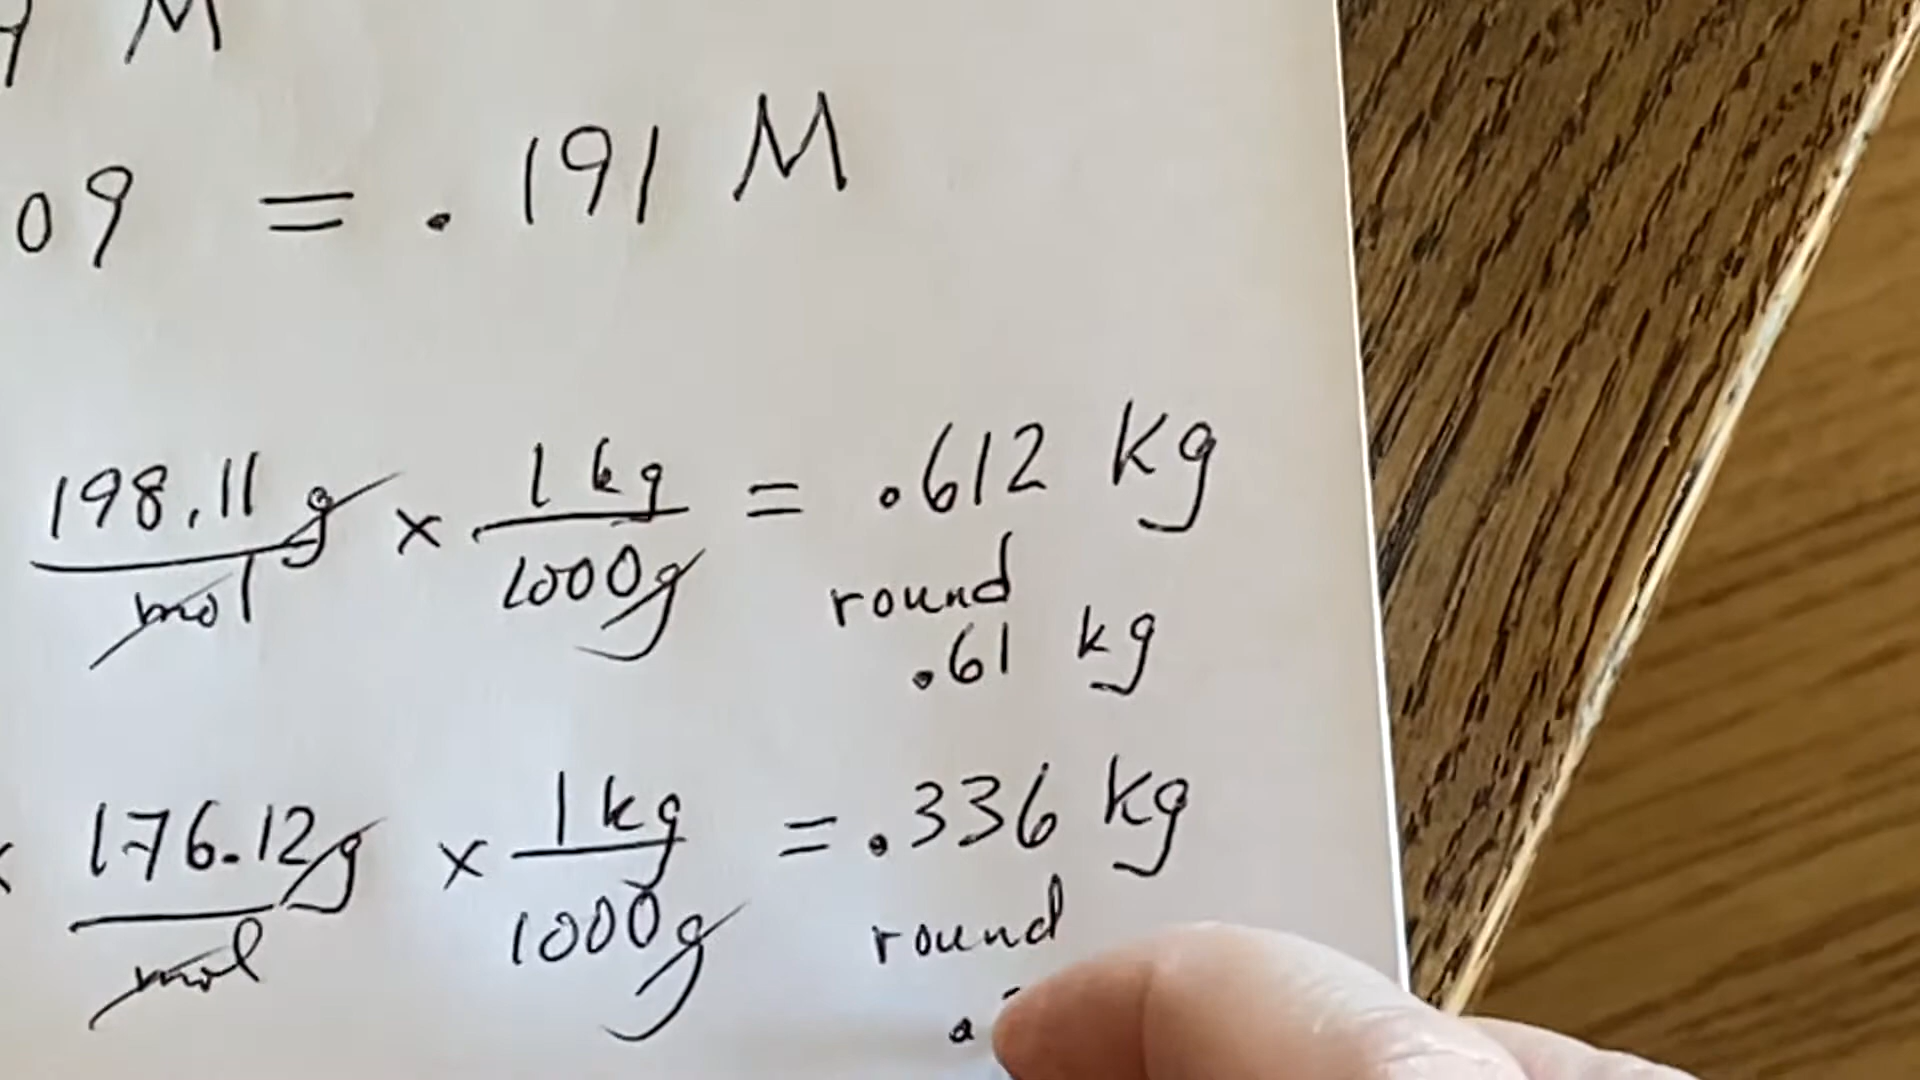 M
09 = .191 M
198.11 g / mol × 1 kg / 1000g = .612 kg
round
.61 kg
× 176.12g / mol × 1 kg / 1000g = .336 kg
round